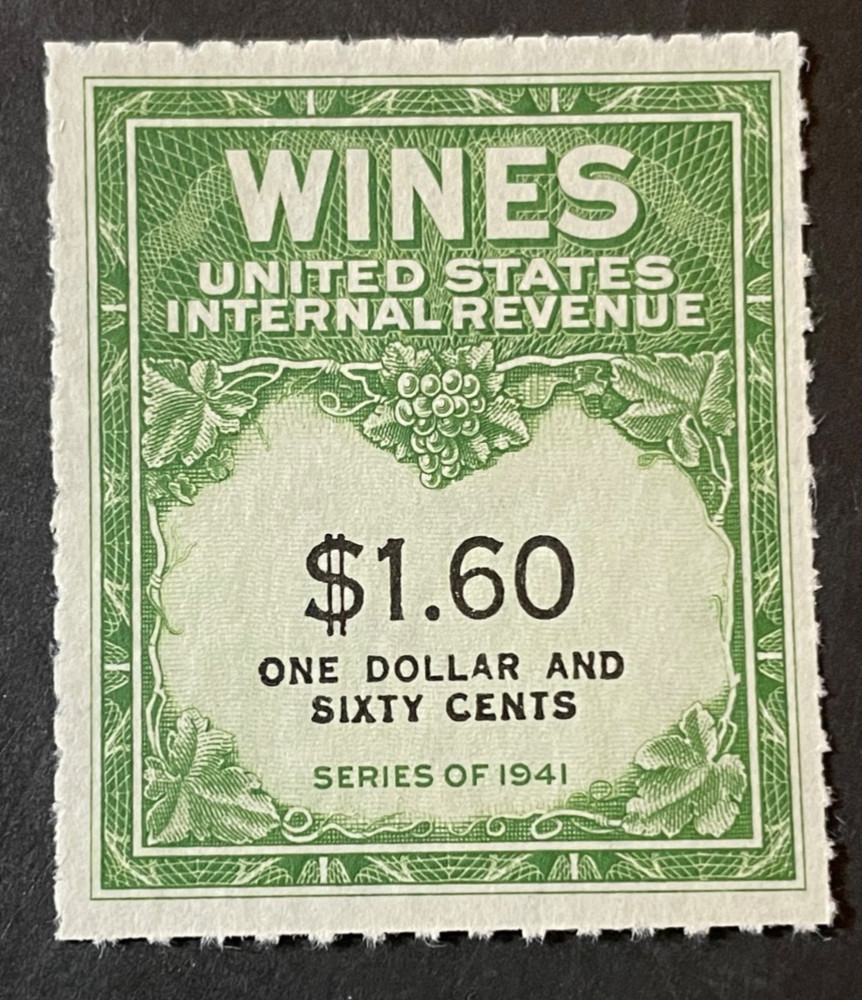 WINES
UNITED STATES
INTERNAL REVENUE
$1.60
ONE DOLLAR AND
SIXTY CENTS
SERIES OF 1941